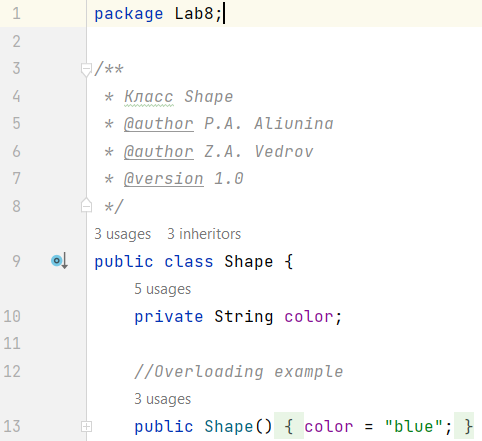 1 package Lab8;
2
3 /**
4 * Класс Shape
5 * @author P.A. Aliunina
6 * @author Z.A. Vedrov
7 * @version 1.0
8 */
3 usages 3 inheritors
9 public class Shape {
5 usages
10 private String color;
11
12 //Overloading example
3 usages
13 public Shape() { color = "blue"; }